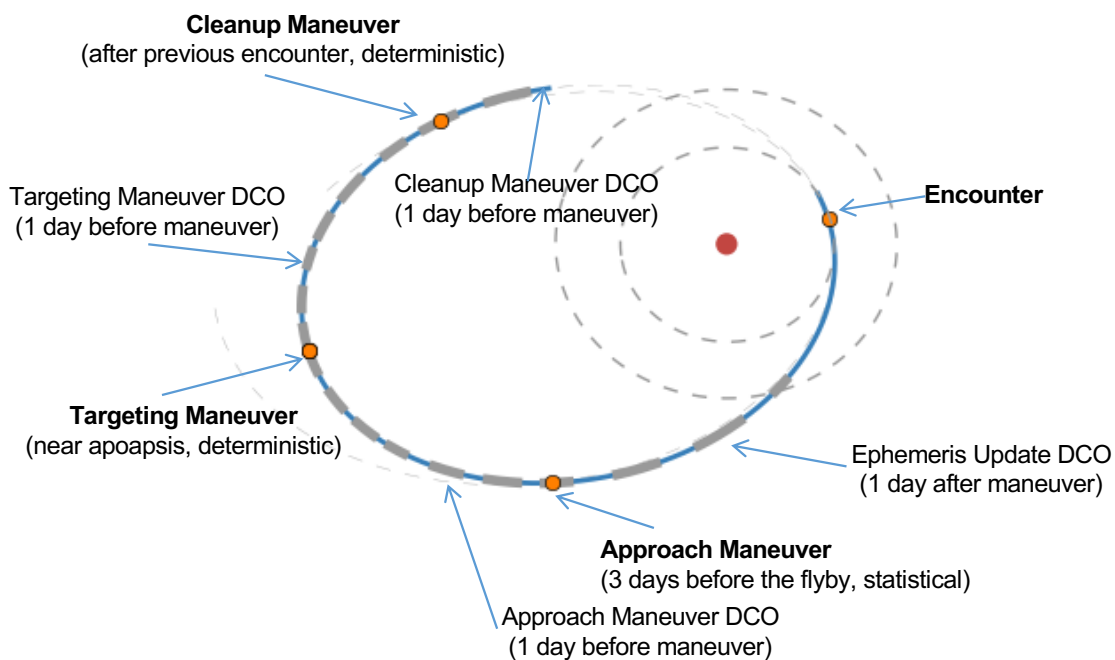 Cleanup Maneuver
(after previous encounter, deterministic)
Targeting Maneuver DCO
(1 day before maneuver)
Cleanup Maneuver DCO
(1 day before maneuver)
Encounter
Targeting Maneuver
(near apoapsis, deterministic)
Ephemeris Update DCO
(1 day after maneuver)
Approach Maneuver
(3 days before the flyby, statistical)
Approach Maneuver DCO
(1 day before maneuver)